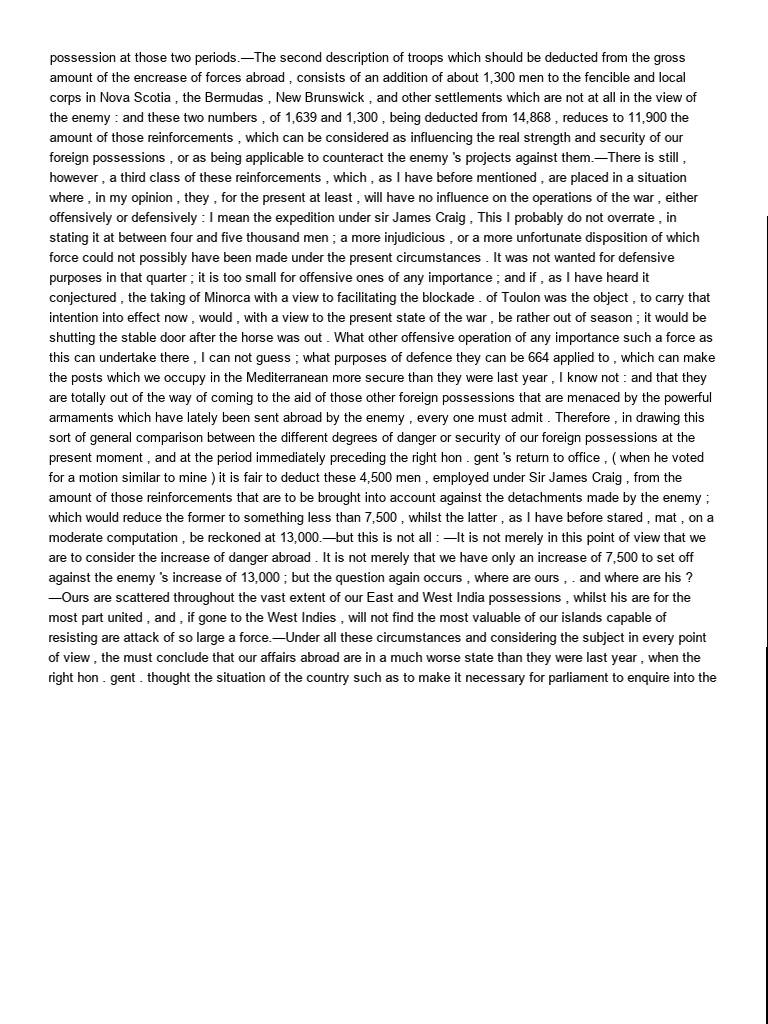 possession at those two periods.—The second description of troops which should be deducted from the gross
amount of the encrease of forces abroad , consists of an addition of about 1,300 men to the fencible and local
corps in Nova Scotia , the Bermudas , New Brunswick , and other settlements which are not at all in the view of
the enemy : and these two numbers , of 1,639 and 1,300 , being deducted from 14,868 , reduces to 11,900 the
amount of those reinforcements , which can be considered as influencing the real strength and security of our
foreign possessions , or as being applicable to counteract the enemy 's projects against them.—There is still ,
however , a third class of these reinforcements , which , as I have before mentioned , are placed in a situation
where , in my opinion , they , for the present at least , will have no influence on the operations of the war , either
offensively or defensively : I mean the expedition under sir James Craig , This I probably do not overrate , in
stating it at between four and five thousand men ; a more injudicious , or a more unfortunate disposition of which
force could not possibly have been made under the present circumstances . It was not wanted for defensive
purposes in that quarter ; it is too small for offensive ones of any importance ; and if , as I have heard it
conjectured , the taking of Minorca with a view to facilitating the blockade . of Toulon was the object , to carry that
intention into effect now , would , with a view to the present state of the war , be rather out of season ; it would be
shutting the stable door after the horse was out . What other offensive operation of any importance such a force as
this can undertake there , I can not guess ; what purposes of defence they can be 664 applied to , which can make
the posts which we occupy in the Mediterranean more secure than they were last year , I know not : and that they
are totally out of the way of coming to the aid of those other foreign possessions that are menaced by the powerful
armaments which have lately been sent abroad by the enemy , every one must admit . Therefore , in drawing this
sort of general comparison between the different degrees of danger or security of our foreign possessions at the
present moment , and at the period immediately preceding the right hon . gent 's return to office , ( when he voted
for a motion similar to mine ) it is fair to deduct these 4,500 men , employed under Sir James Craig , from the
amount of those reinforcements that are to be brought into account against the detachments made by the enemy ;
which would reduce the former to something less than 7,500 , whilst the latter , as I have before stared , mat , on a
moderate computation , be reckoned at 13,000.—but this is not all : —It is not merely in this point of view that we
are to consider the increase of danger abroad . It is not merely that we have only an increase of 7,500 to set off
against the enemy 's increase of 13,000 ; but the question again occurs , where are ours , . and where are his ?
—Ours are scattered throughout the vast extent of our East and West India possessions , whilst his are for the
most part united , and , if gone to the West Indies , will not find the most valuable of our islands capable of
resisting are attack of so large a force.—Under all these circumstances and considering the subject in every point
of view , the must conclude that our affairs abroad are in a much worse state than they were last year , when the
right hon . gent . thought the situation of the country such as to make it necessary for parliament to enquire into the